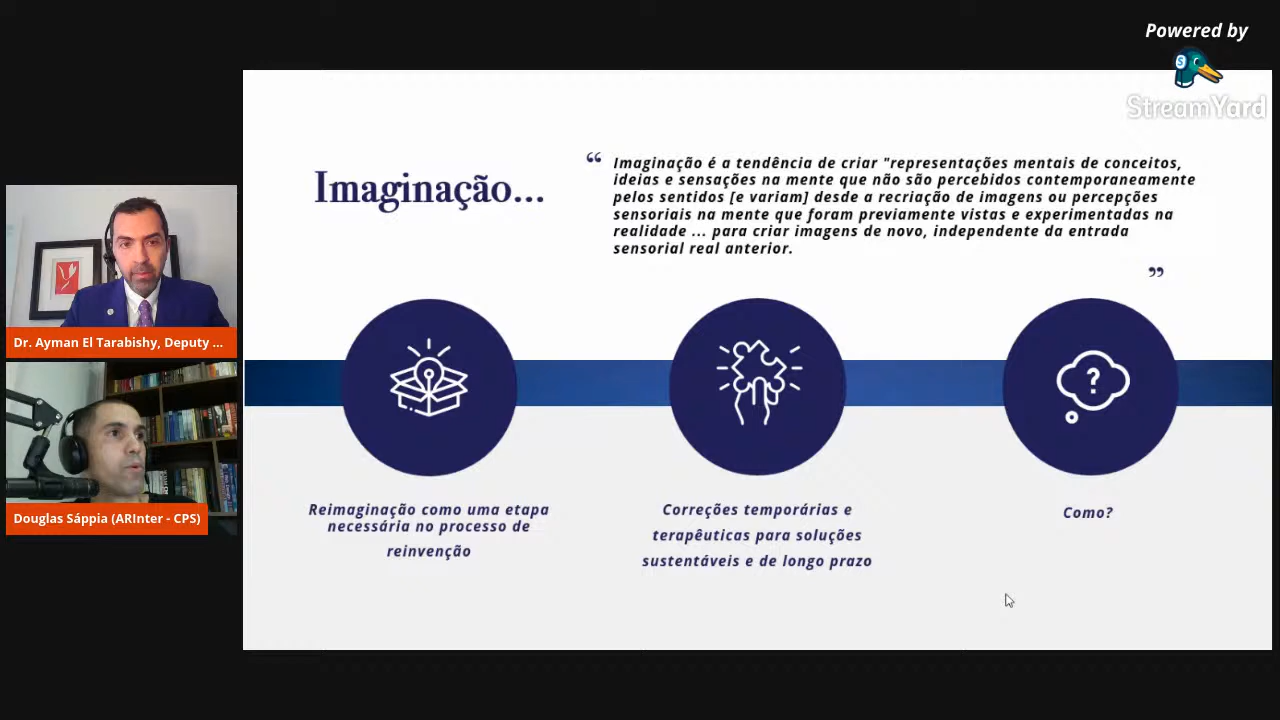 Powered by
StreamYard
Imaginação...
“
Imaginação é a tendência de criar "representações mentais de conceitos,
ideias e sensações na mente que não são percebidos contemporaneamente
pelos sentidos [e variam] desde a recriação de imagens ou percepções
sensoriais na mente que foram previamente vistas e experimentadas na
realidade ... para criar imagens de novo, independente da entrada
sensorial real anterior.
”
Dr. Ayman El Tarabishy, Deputy ...
Douglas Sáppia (ARInter - CPS)
?
Reimaginação como uma etapa
necessária no processo de
reinvenção
Correções temporárias e
terapêuticas para soluções
sustentáveis e de longo prazo
Como?